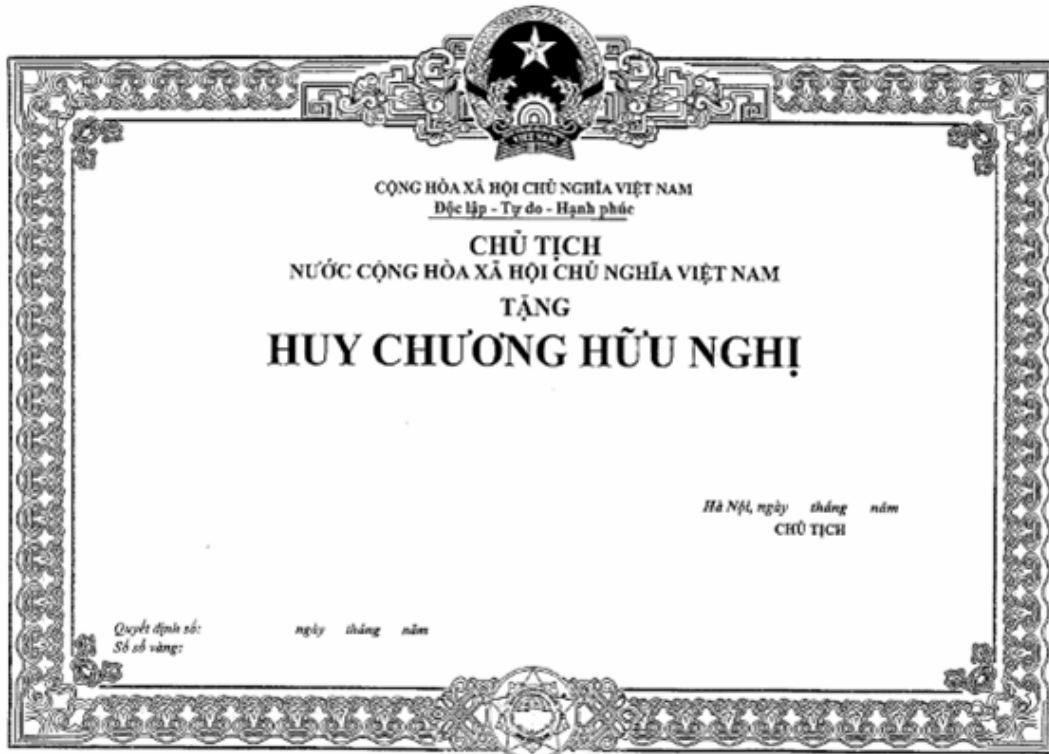 VIỆT NAM
CỘNG HÒA XÃ HỘI CHỦ NGHĨA VIỆT NAM
Độc lập - Tự do - Hạnh phúc
CHỦ TỊCH
NƯỚC CỘNG HÒA XÃ HỘI CHỦ NGHĨA VIỆT NAM
TẶNG
HUY CHƯƠNG HỮU NGHỊ
Hà Nội, ngày tháng năm
CHỦ TỊCH
Quyết định số: ngày tháng năm
Số sổ vàng: